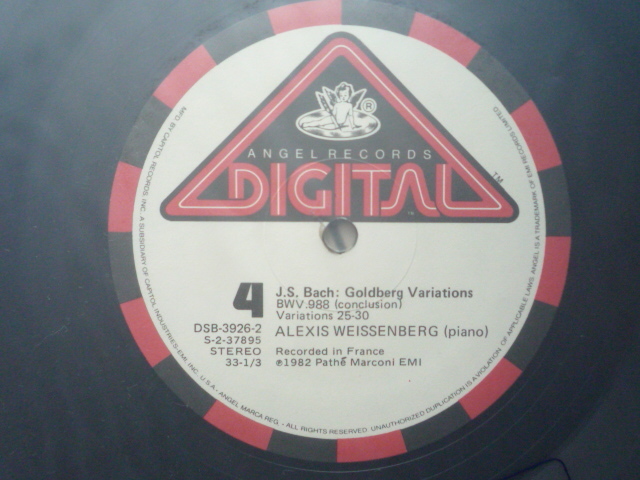 ®
ANGEL RECORDS
DIGITAL
™
4
J.S. Bach: Goldberg Variations
BWV.988 (conclusion)
Variations 25-30
DSB-3926-2
ALEXIS WEISSENBERG (piano)
S-2-37895
STEREO
Recorded in France
33-1/3
℗1982 Pathé Marconi EMI
MFG BY CAPITOL RECORDS INC. A SUBSIDIARY OF CAPITOL INDUSTRIES-EMI, INC. U.S.A. - ANGEL MARCA REG. - ALL RIGHTS RESERVED. UNAUTHORIZED DUPLICATION IS A VIOLATION OF APPLICABLE LAWS. ANGEL IS A TRADEMARK OF EMI RECORDS LIMITED.